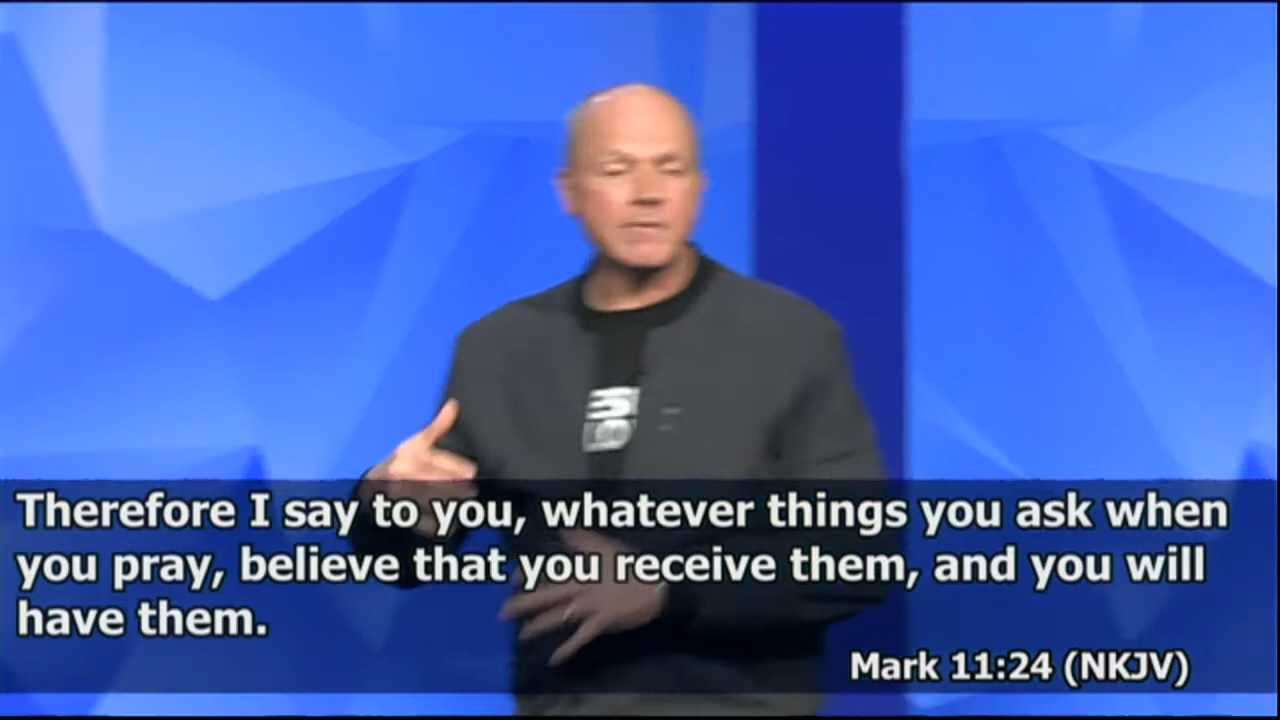 Therefore I say to you, whatever things you ask when
you pray, believe that you receive them, and you will
have them.
Mark 11:24 (NKJV)